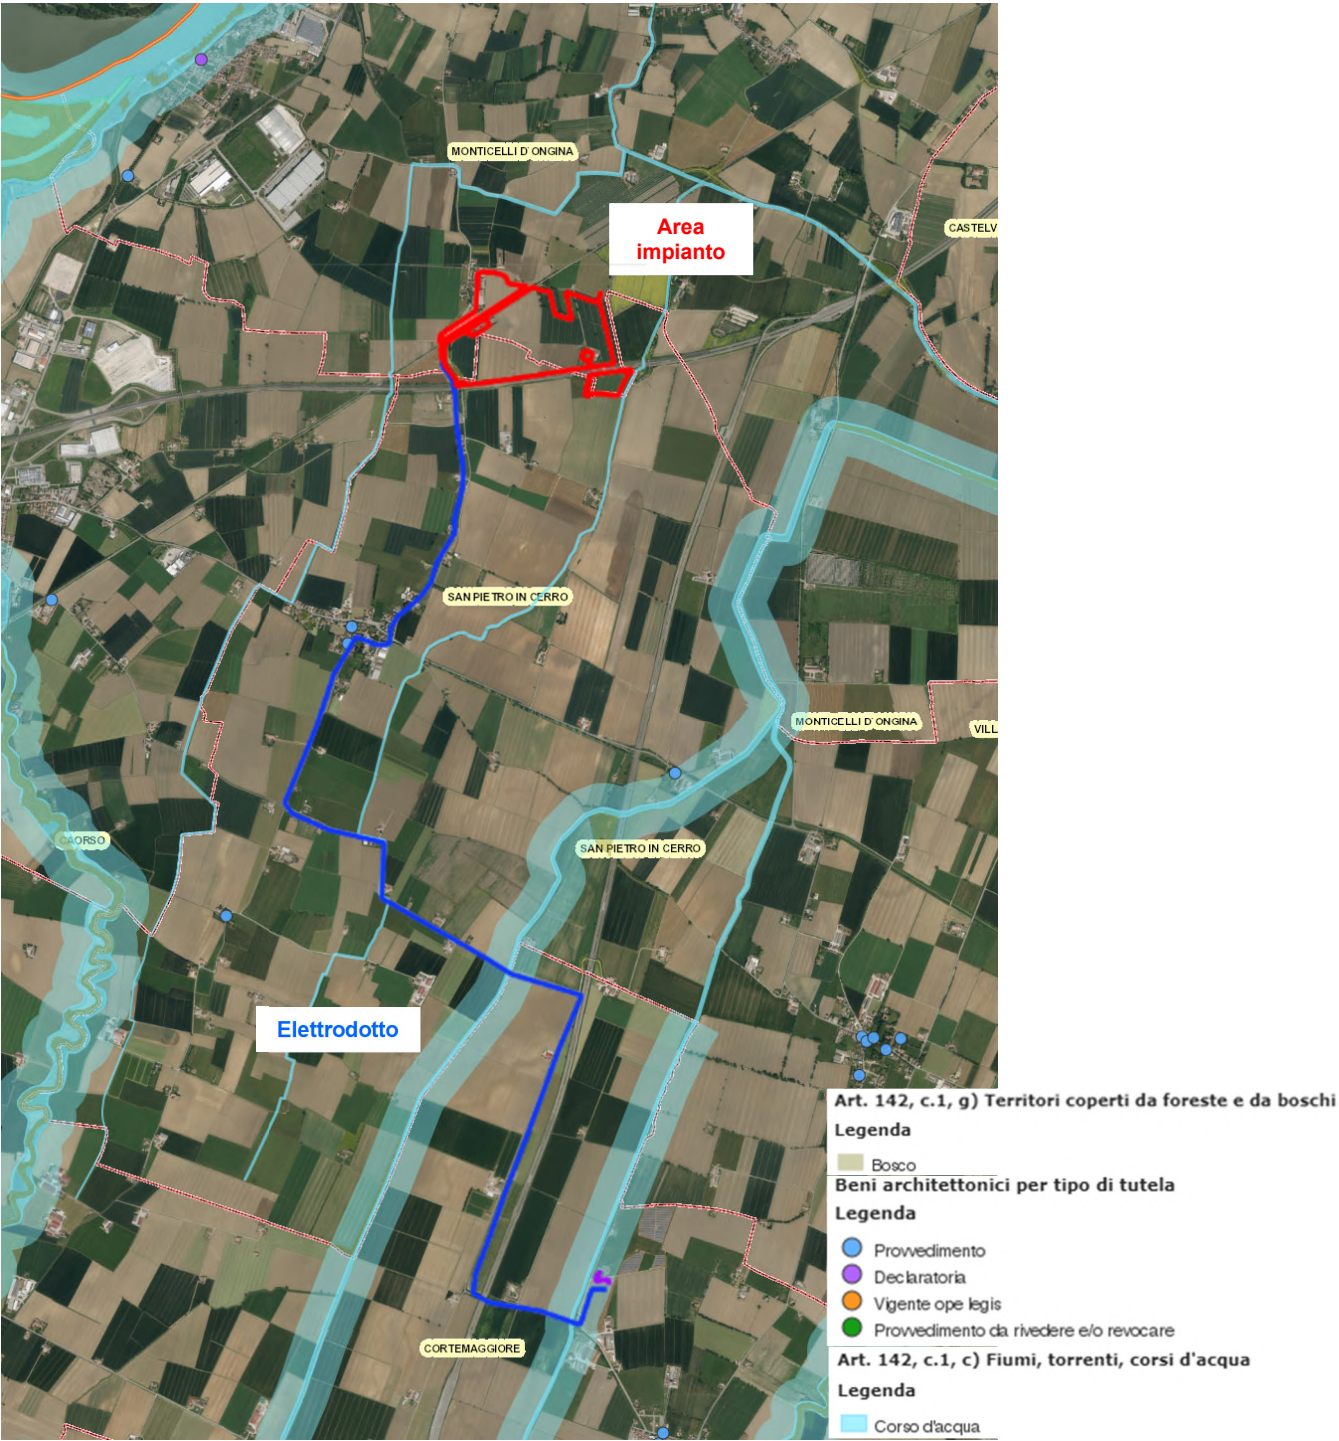 MONTICELLI D'ONGINA
Area
impianto
CASTELV
SAN PIETRO IN CERRO
MONTICELLI D'ONGINA
VILL
CAORSO
SAN PIETRO IN CERRO
Elettrodotto
CORTEMAGGIORE
Art. 142, c.1, g) Territori coperti da foreste e da boschi
Legenda
Bosco
Beni architettonici per tipo di tutela
Legenda
Provvedimento
Declaratoria
Vigente ope legis
Provvedimento da rivedere e/o revocare
Art. 142, c.1, c) Fiumi, torrenti, corsi d'acqua
Legenda
Corso d'acqua